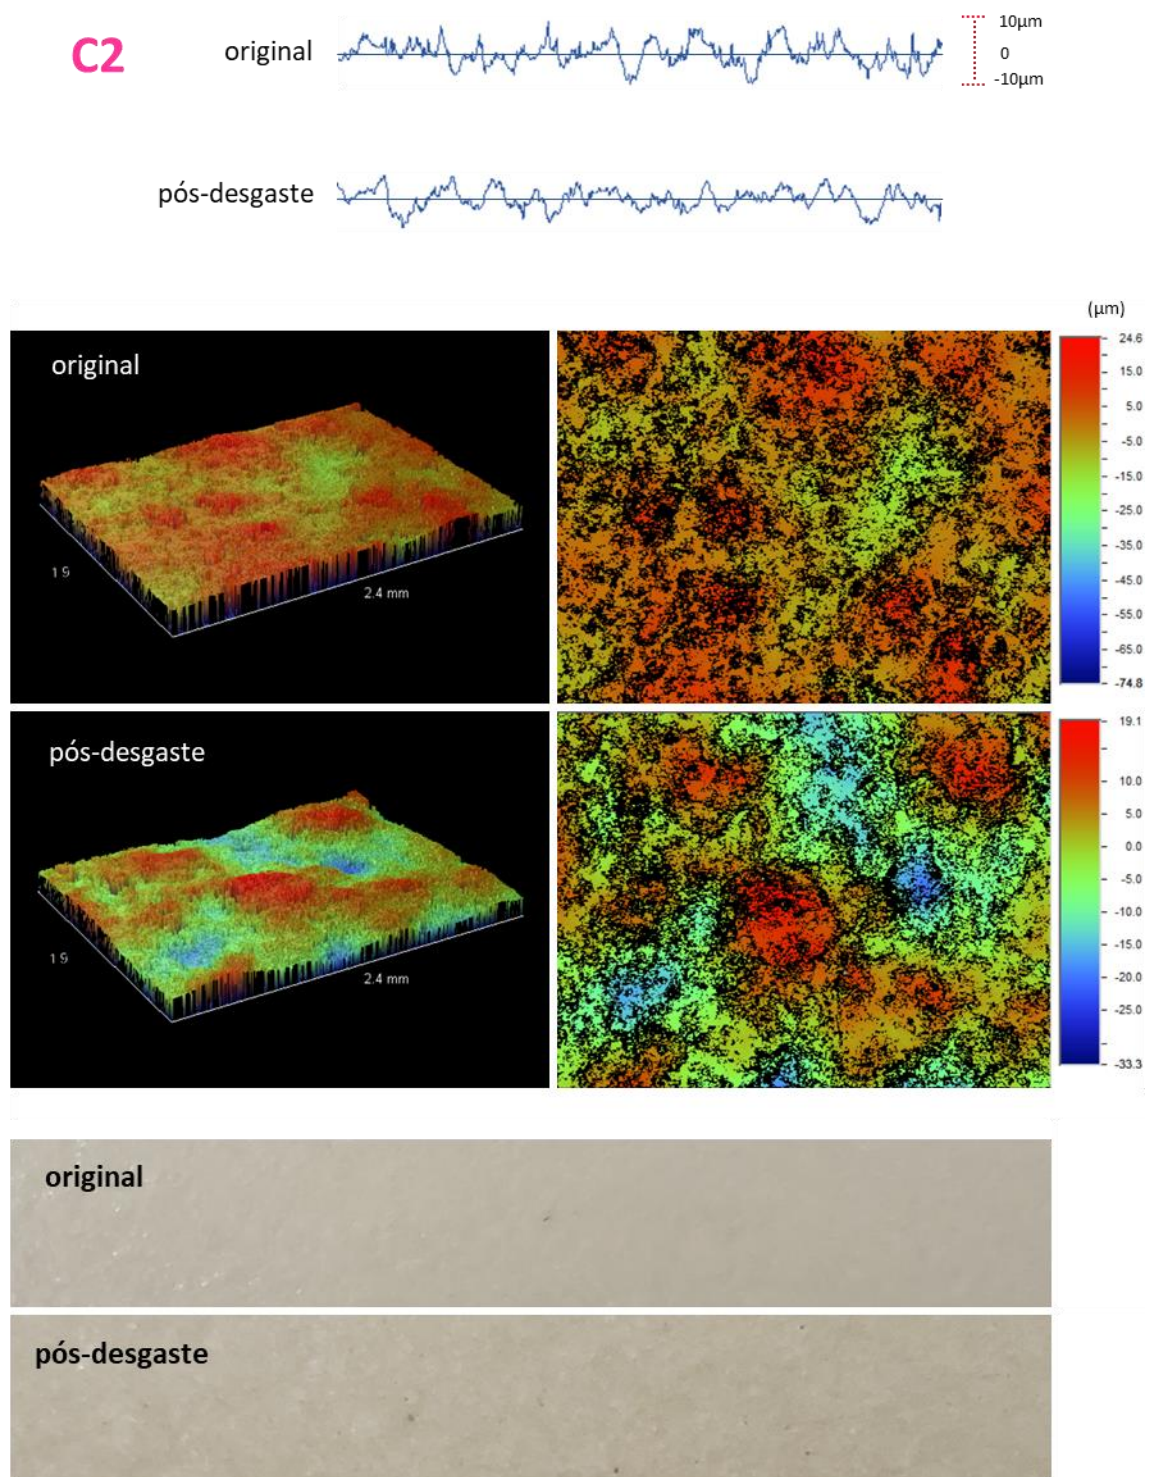 C2
original
10µm
0
-10µm
pós-desgaste
(µm)
original
1 9
2.4 mm
24.6
15.0
5.0
-5.0
-15.0
-25.0
-35.0
-45.0
-55.0
-65.0
-74.8
pós-desgaste
1 9
2.4 mm
19.1
10.0
5.0
0.0
-5.0
-10.0
-15.0
-20.0
-25.0
-33.3
original
pós-desgaste